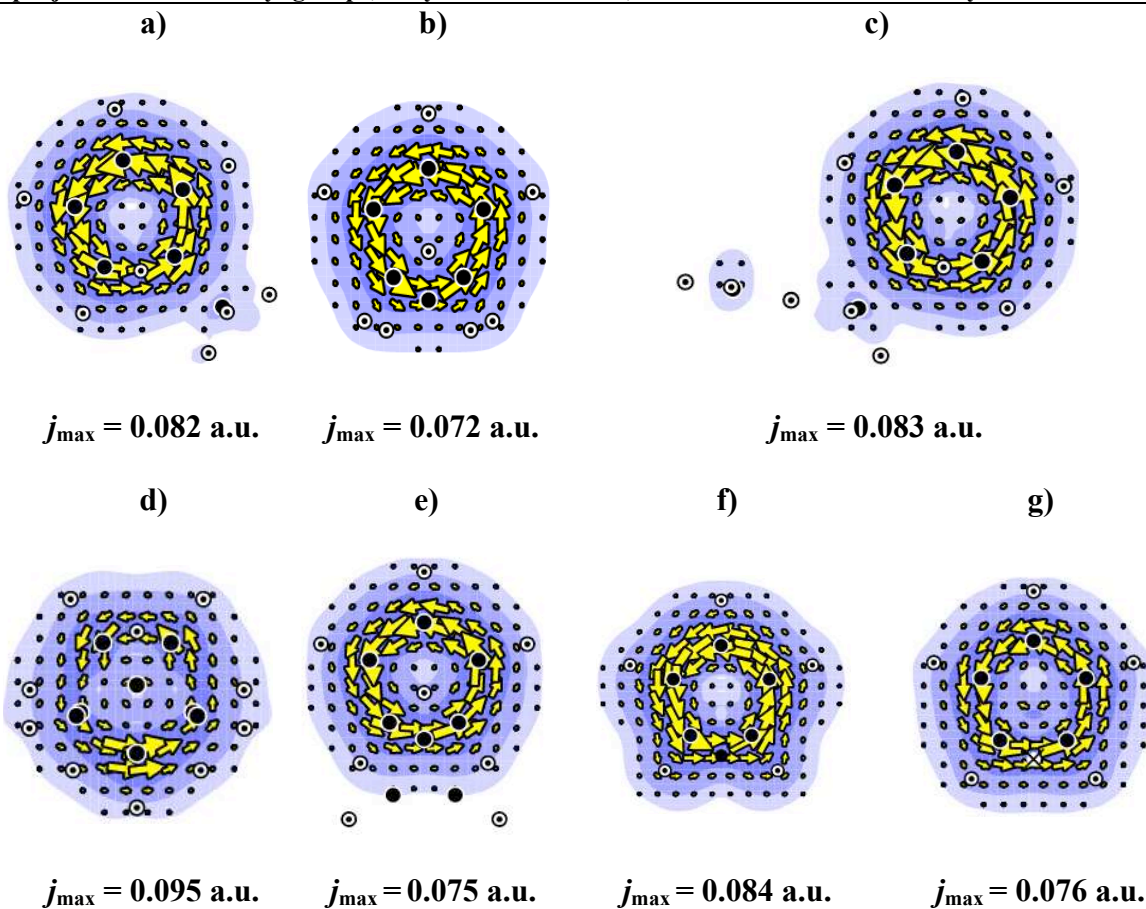 a) b) c)
jmax = 0.082 a.u. jmax = 0.072 a.u. jmax = 0.083 a.u.
d) e) f) g)
jmax = 0.095 a.u. jmax = 0.075 a.u. jmax = 0.084 a.u. jmax = 0.076 a.u.